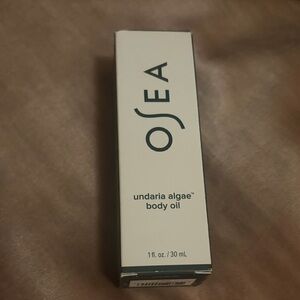 OSEA
undaria algae™
body oil
1 fl. oz. / 30 mL